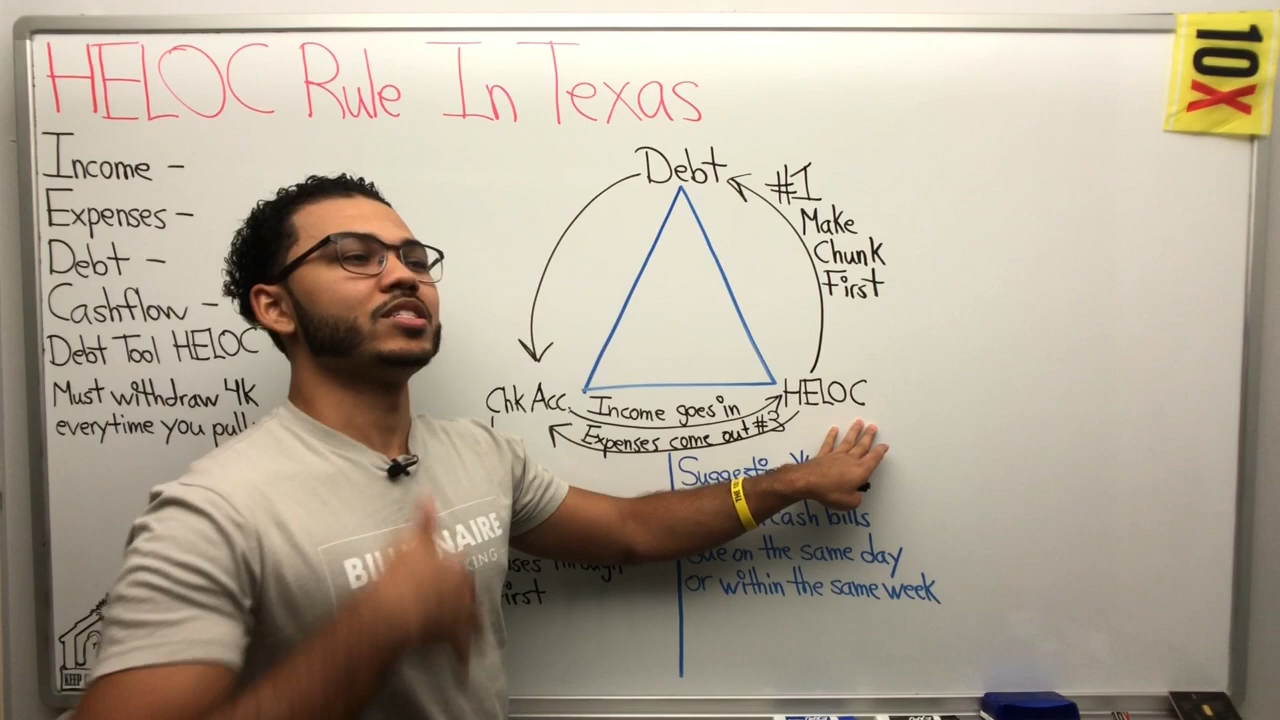 HELOC Rule In Texas
10X
Income -
Expenses -
Debt -
Cashflow -
Debt Tool HELOC
Must withdraw 4K
everytime you pull
Debt
#1
Make
Chunk
First
Chk Acc.
HELOC
Income goes in
Expenses come out #3
cash bills
on the same day
or within the same week
KEEP